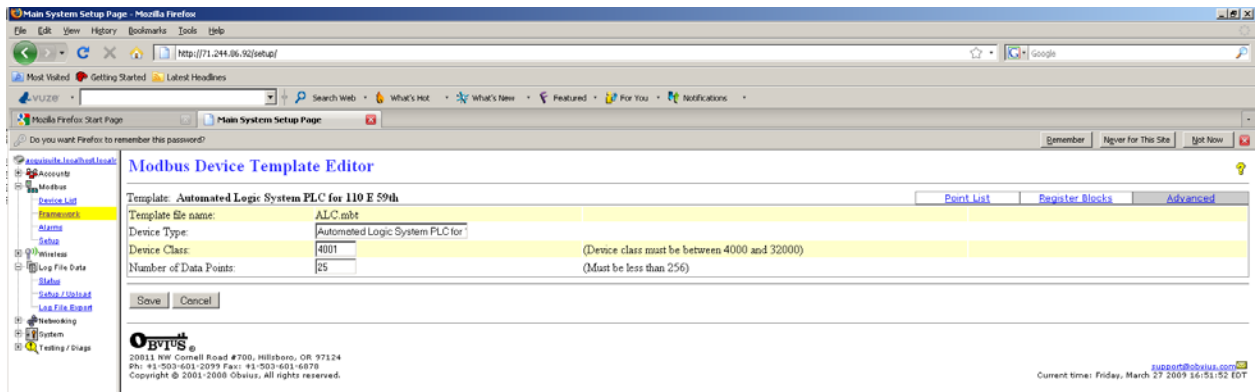 Main System Setup Page - Mozilla Firefox
File Edit View History Bookmarks Tools Help
http://71.244.86.92/setup/
Google
Most Visited Getting Started Latest Headlines
VUZE Search Web What's Hot What's New Featured For You Notifications
Mozilla Firefox Start Page Main System Setup Page
Do you want Firefox to remember this password? Remember Never for This Site Not Now
Accounts
Modbus
Device List
Framework
Alarms
Setup
Wireless
Log File Data
Status
Setup / Upload
Log File Export
Networking
System
Testing / Diags
Modbus Device Template Editor
?
Template: Automated Logic System PLC for 110 E 59th Point List Register Blocks Advanced
Template file name: ALC.mbt
Device Type: Automated Logic System PLC for
Device Class: 4001 (Device class must be between 4000 and 32000)
Number of Data Points: 25 (Must be less than 256)
Save Cancel
OBVIUS ®
20811 NW Cornell Road #700, Hillsboro, OR 97124
Ph: +1-503-601-2099 Fax: +1-503-601-6878
Copyright © 2001-2008 Obvius, All rights reserved.
support@obvius.com
Current time: Friday, March 27 2009 16:51:52 EDT